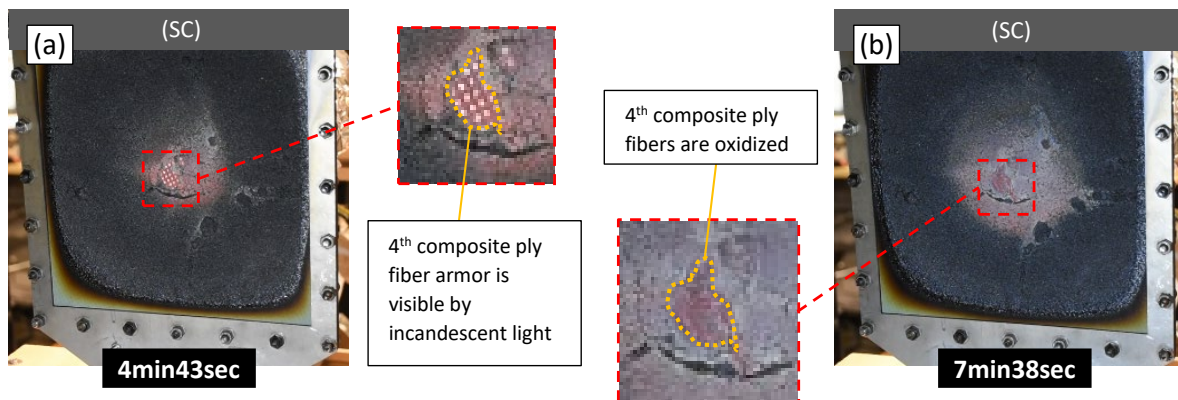 (a)
(SC)
4th composite ply
fiber armor is
visible by
incandescent light
4min43sec
4th composite ply
fibers are oxidized
(b)
(SC)
7min38sec